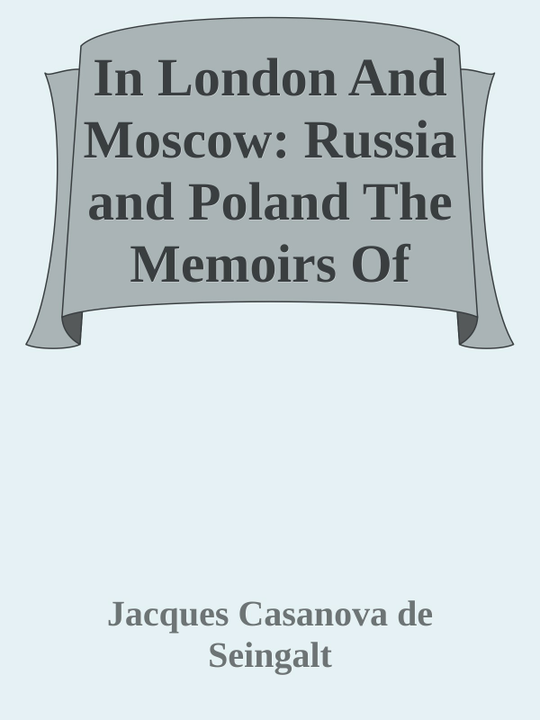 In London And
Moscow: Russia
and Poland The
Memoirs Of
Jacques Casanova de
Seingalt